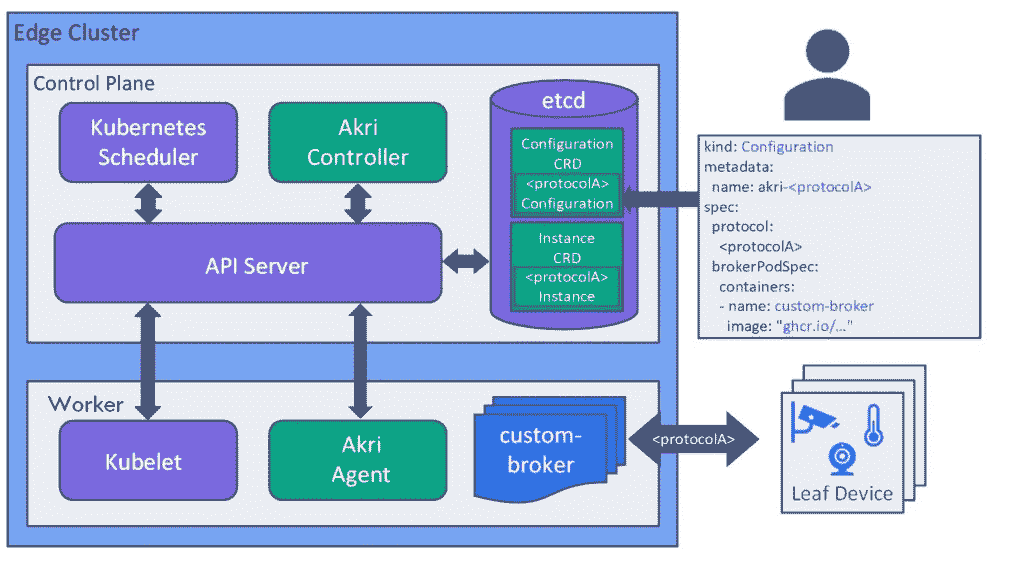 Edge Cluster
Control Plane
Kubernetes
Scheduler
Akri
Controller
etcd
Configuration
CRD
<protocolA>
Configuration
Instance
CRD
<protocolA>
Instance
API Server
kind: Configuration
metadata:
name: akri-<protocolA>
spec:
protocol:
<protocolA>
brokerPodSpec:
containers:
- name: custom-broker
image: "ghcr.io/..."
Worker
Kubelet
Akri
Agent
custom-
broker
<protocolA>
Leaf Device